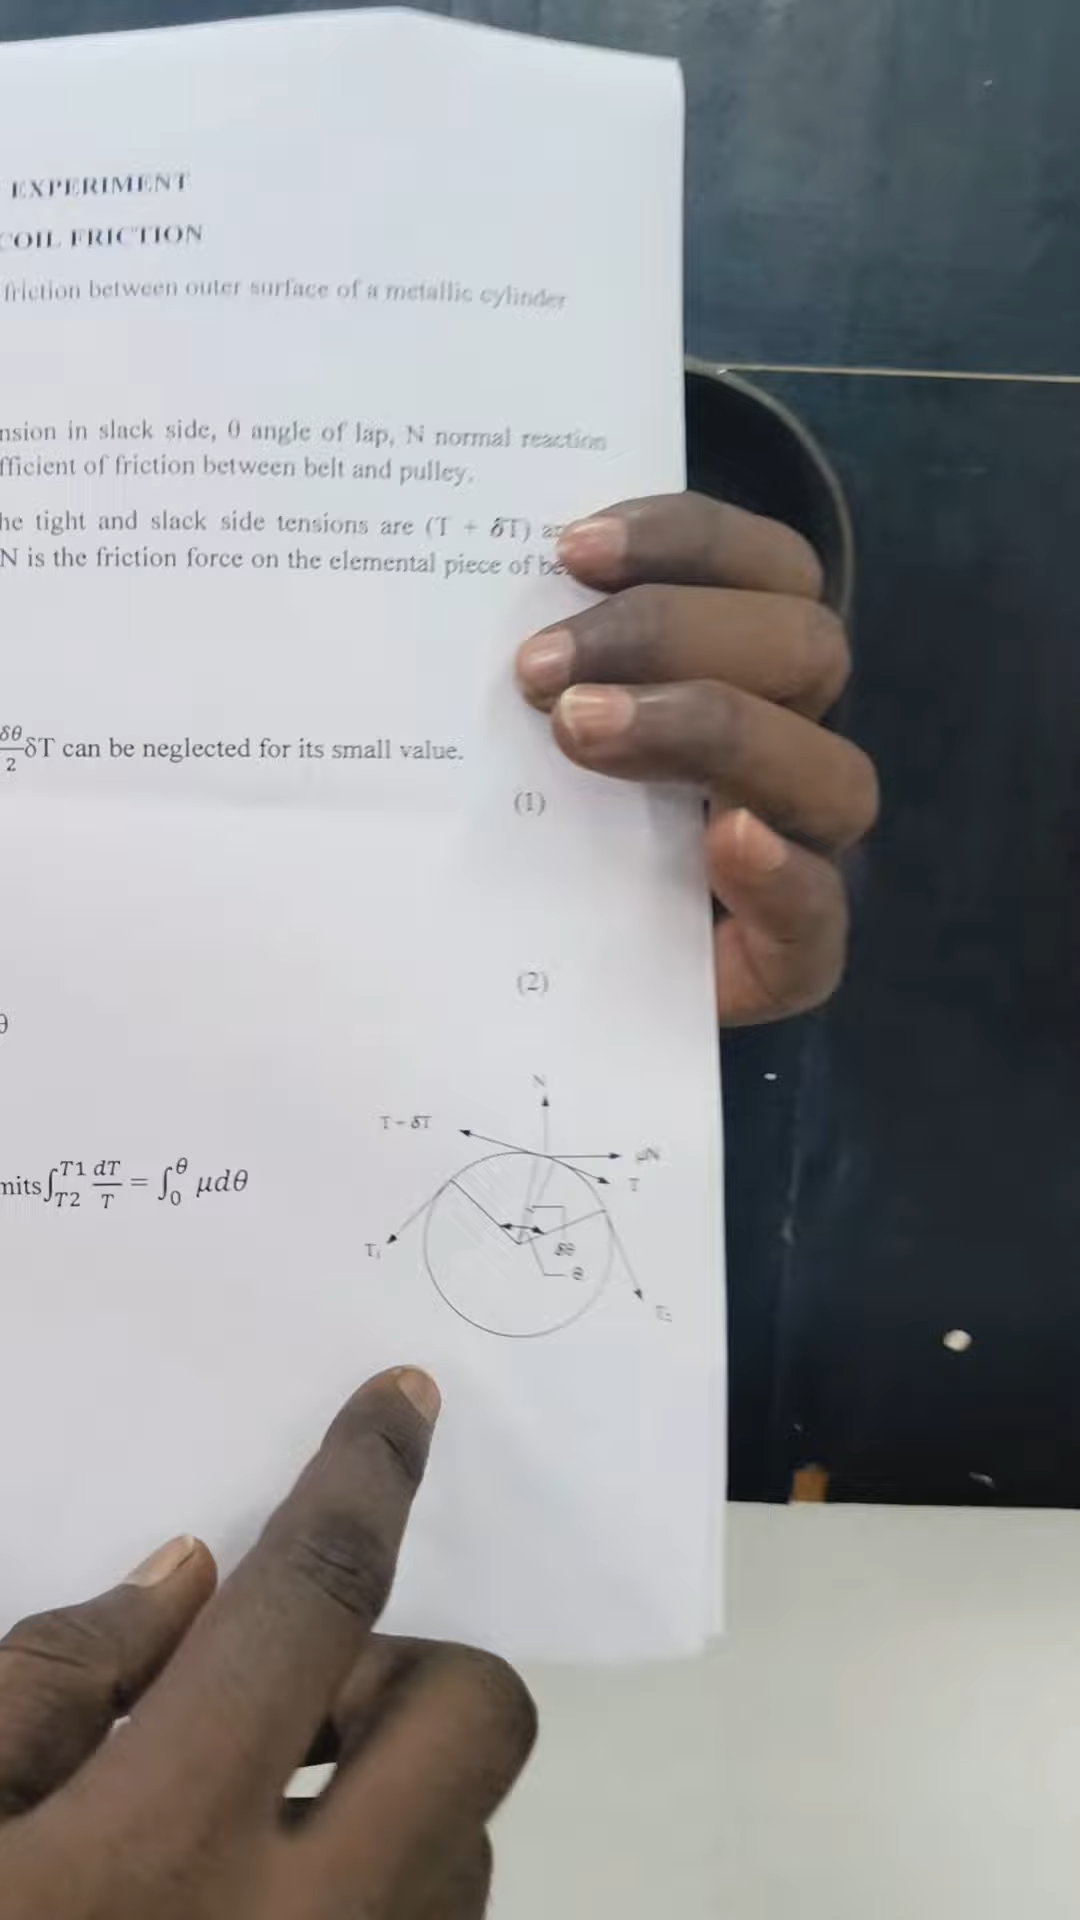 EXPERIMENT
COIL FRICTION
friction between outer surface of a metallic cylinder
nsion in slack side, θ angle of lap, N normal reaction
fficient of friction between belt and pulley.
he tight and slack side tensions are (T + δT)
N is the friction force on the elemental piece of
δθ/2 δT can be neglected for its small value.
(1)
(2)
θ
N
T - δT
μN
T
mits ∫_{T2}^{T1} dT/T = ∫_0^θ μdθ
T₁
δθ
θ
T₂